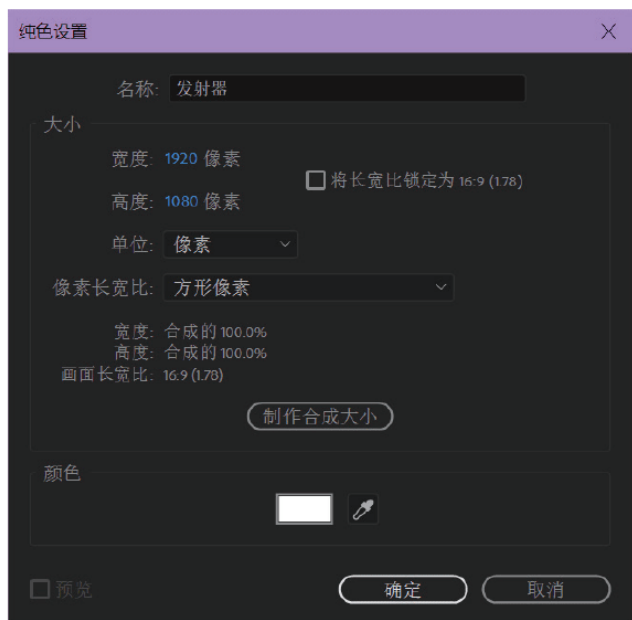 纯色设置
名称: 发射器
大小
宽度: 1920 像素
将长宽比锁定为 16:9 (1.78)
高度: 1080 像素
单位: 像素
像素长宽比: 方形像素
宽度: 合成的 100.0%
高度: 合成的 100.0%
画面长宽比: 16:9 (1.78)
制作合成大小
颜色
预览
确定
取消